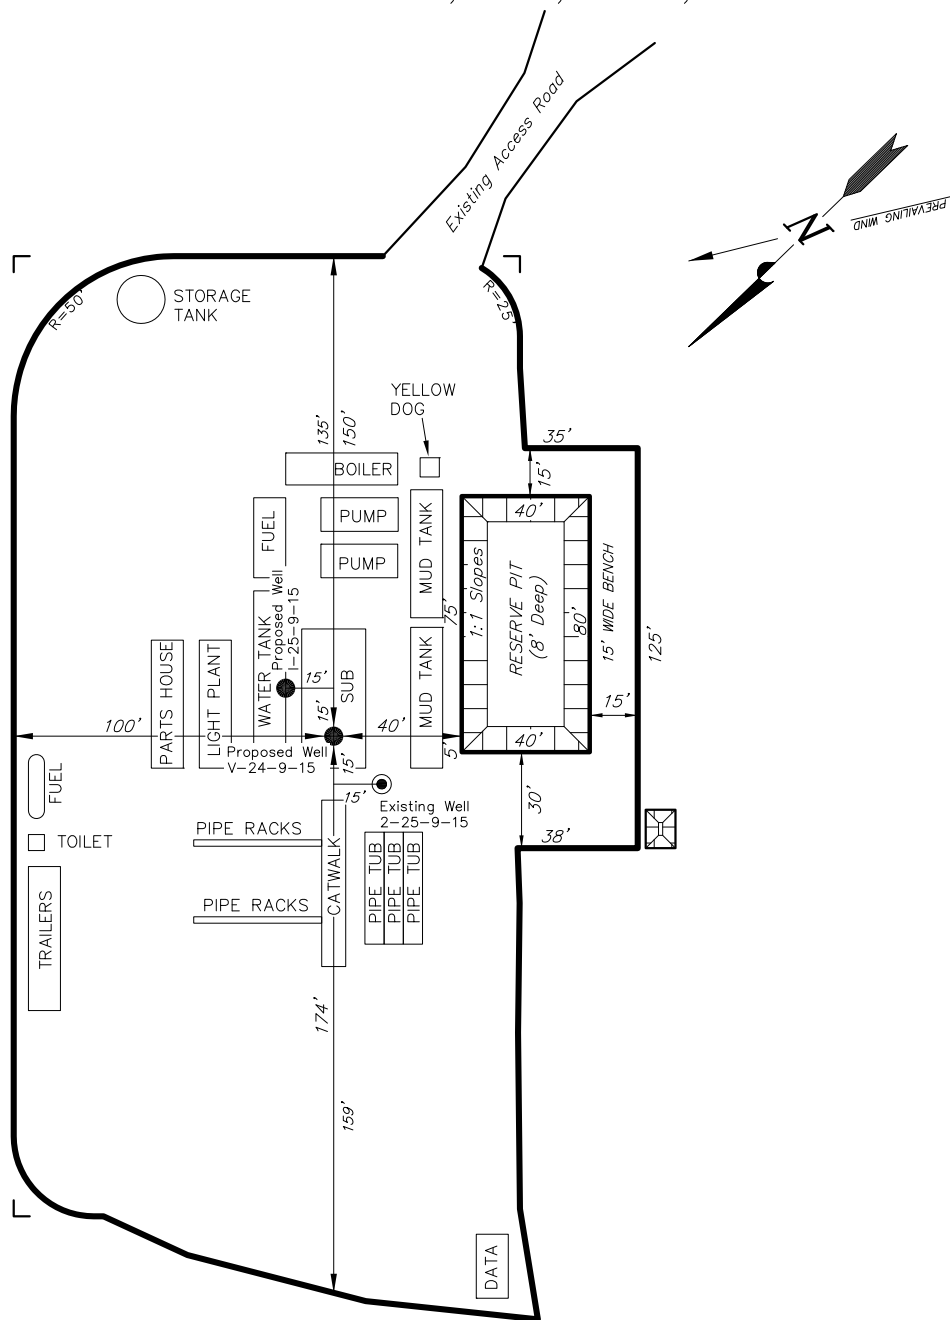 Existing Access Road
N
PREVAILING WIND
R=50'
STORAGE
TANK
R=25'
YELLOW
DOG
135'
150'
35'
BOILER
15'
FUEL
PUMP
PUMP
MUD TANK
40'
1:1 Slopes
RESERVE PIT
(8' Deep)
80'
15' WIDE BENCH
125'
75'
WATER TANK
Proposed Well
I-25-9-15
PARTS HOUSE
LIGHT PLANT
15'
15'
SUB
MUD TANK
15'
100'
40'
Proposed Well
V-24-9-15
15'
5'
40'
FUEL
15'
Existing Well
2-25-9-15
30'
38'
TOILET
PIPE RACKS
CATWALK
PIPE TUB
PIPE TUB
PIPE TUB
PIPE RACKS
TRAILERS
174'
159'
DATA